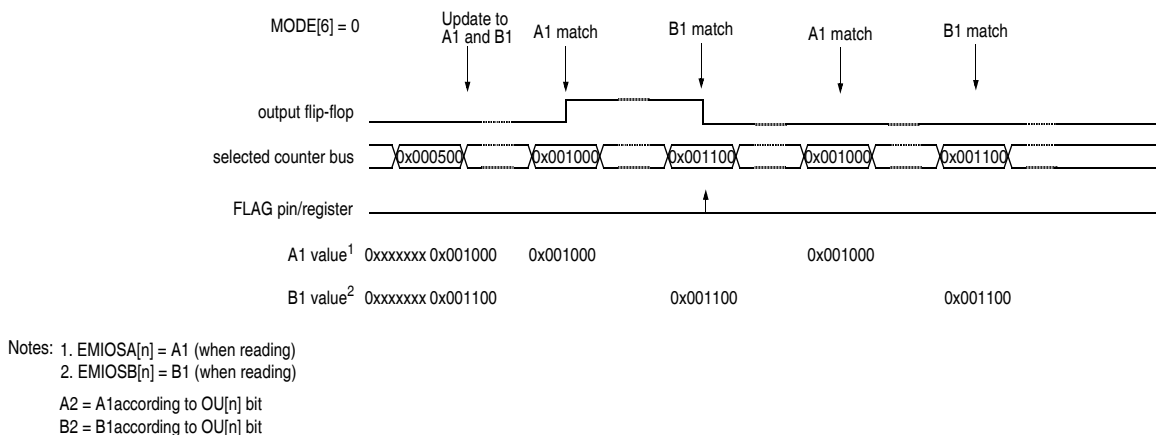 MODE[6] = 0
Update to
A1 and B1
A1 match
B1 match
A1 match
B1 match
output flip-flop
selected counter bus
0x000500
0x001000
0x001100
0x001000
0x001100
FLAG pin/register
A1 value1 0xxxxxxx 0x001000 0x001000 0x001000
B1 value2 0xxxxxxx 0x001100 0x001100 0x001100
Notes: 1. EMIOSA[n] = A1 (when reading)
2. EMIOSB[n] = B1 (when reading)
A2 = A1according to OU[n] bit
B2 = B1according to OU[n] bit